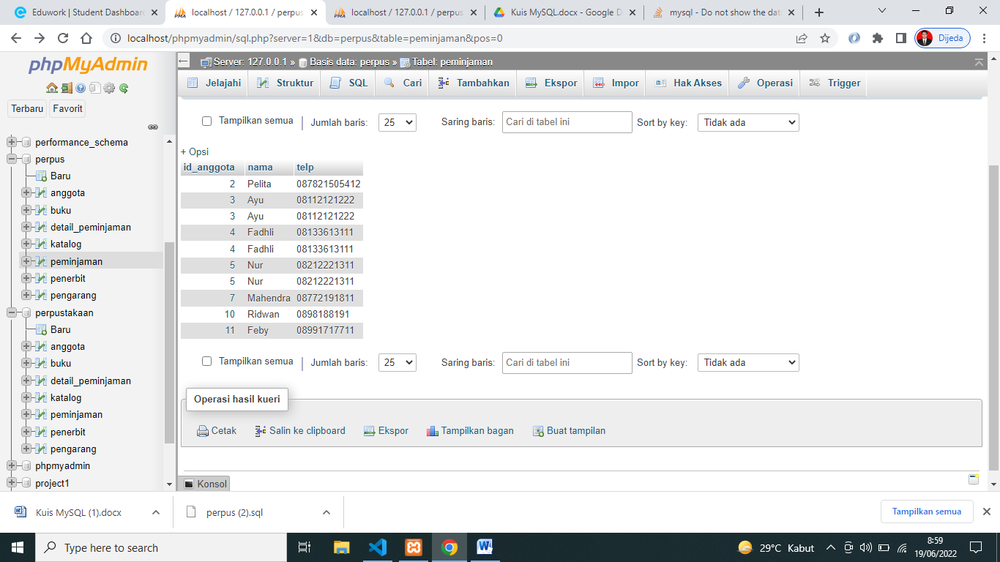 Eduwork | Student Dashboard
localhost / 127.0.0.1 / perpus
localhost / 127.0.0.1 / perpus
Kuis MySQL.docx - Google D
mysql - Do not show the data
localhost/phpmyadmin/sql.php?server=1&db=perpus&table=peminjaman&pos=0
Dijeda
phpMyAdmin
Terbaru
Favorit
performance_schema
perpus
Baru
anggota
buku
detail_peminjaman
katalog
peminjaman
penerbit
pengarang
perpustakaan
Baru
anggota
buku
detail_peminjaman
katalog
peminjaman
penerbit
pengarang
phpmyadmin
project1
Server: 127.0.0.1 » Basis data: perpus » Tabel: peminjaman
Jelajahi Struktur SQL Cari Tambahkan Ekspor Impor Hak Akses Operasi Trigger
Tampilkan semua | Jumlah baris: 25 Saring baris: Cari di tabel ini Sort by key: Tidak ada
+ Opsi
id_anggota nama telp
2 Pelita 087821505412
3 Ayu 08112121222
3 Ayu 08112121222
4 Fadhli 08133613111
4 Fadhli 08133613111
5 Nur 08212221311
5 Nur 08212221311
7 Mahendra 08772191811
10 Ridwan 0898188191
11 Feby 08991717711
Tampilkan semua | Jumlah baris: 25 Saring baris: Cari di tabel ini Sort by key: Tidak ada
Operasi hasil kueri
Cetak Salin ke clipboard Ekspor Tampilkan bagan Buat tampilan
Konsol
Kuis MySQL (1).docx
perpus (2).sql
Tampilkan semua
Type here to search
29°C Kabut
8:59
19/06/2022